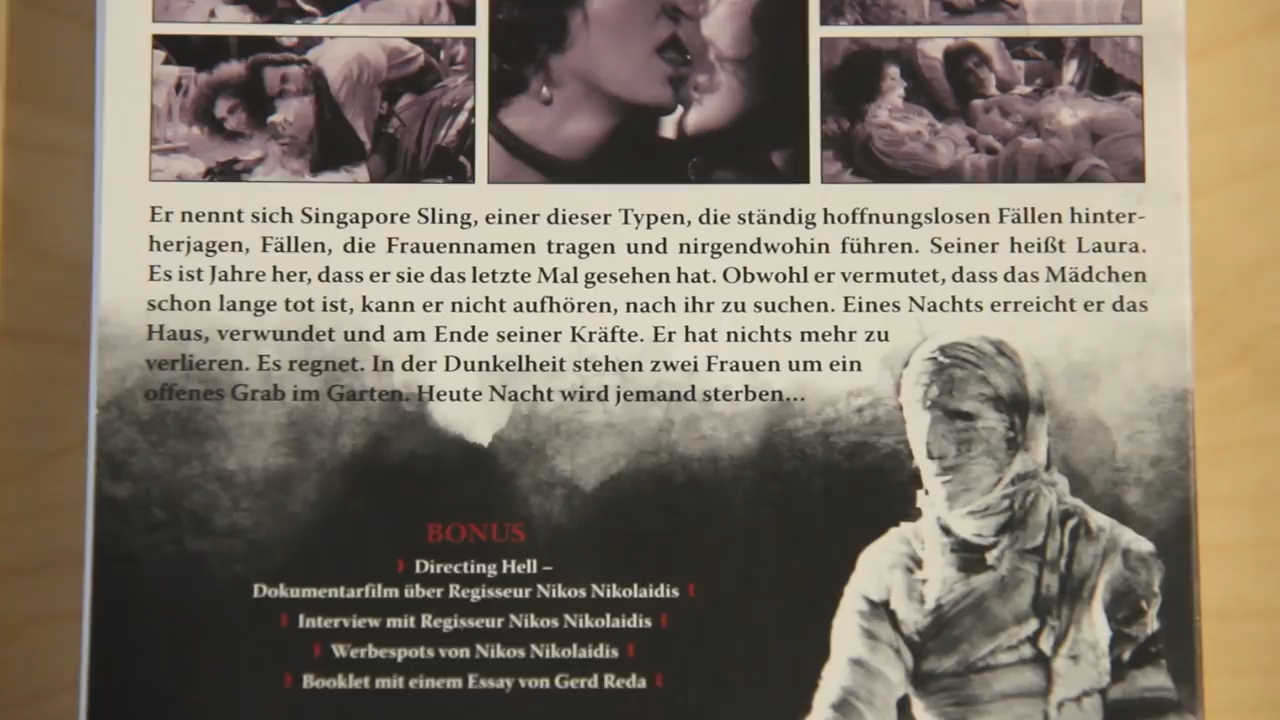 Er nennt sich Singapore Sling, einer dieser Typen, die ständig hoffnungslosen Fällen hinter-
herjagen, Fällen, die Frauennamen tragen und nirgendwohin führen. Seiner heißt Laura.
Es ist Jahre her, dass er sie das letzte Mal gesehen hat. Obwohl er vermutet, dass das Mädchen
schon lange tot ist, kann er nicht aufhören, nach ihr zu suchen. Eines Nachts erreicht er das
Haus, verwundet und am Ende seiner Kräfte. Er hat nichts mehr zu
verlieren. Es regnet. In der Dunkelheit stehen zwei Frauen um ein
offenes Grab im Garten. Heute Nacht wird jemand sterben...
BONUS
Directing Hell –
Dokumentarfilm über Regisseur Nikos Nikolaidis
Interview mit Regisseur Nikos Nikolaidis
Werbespots von Nikos Nikolaidis
Booklet mit einem Essay von Gerd Reda